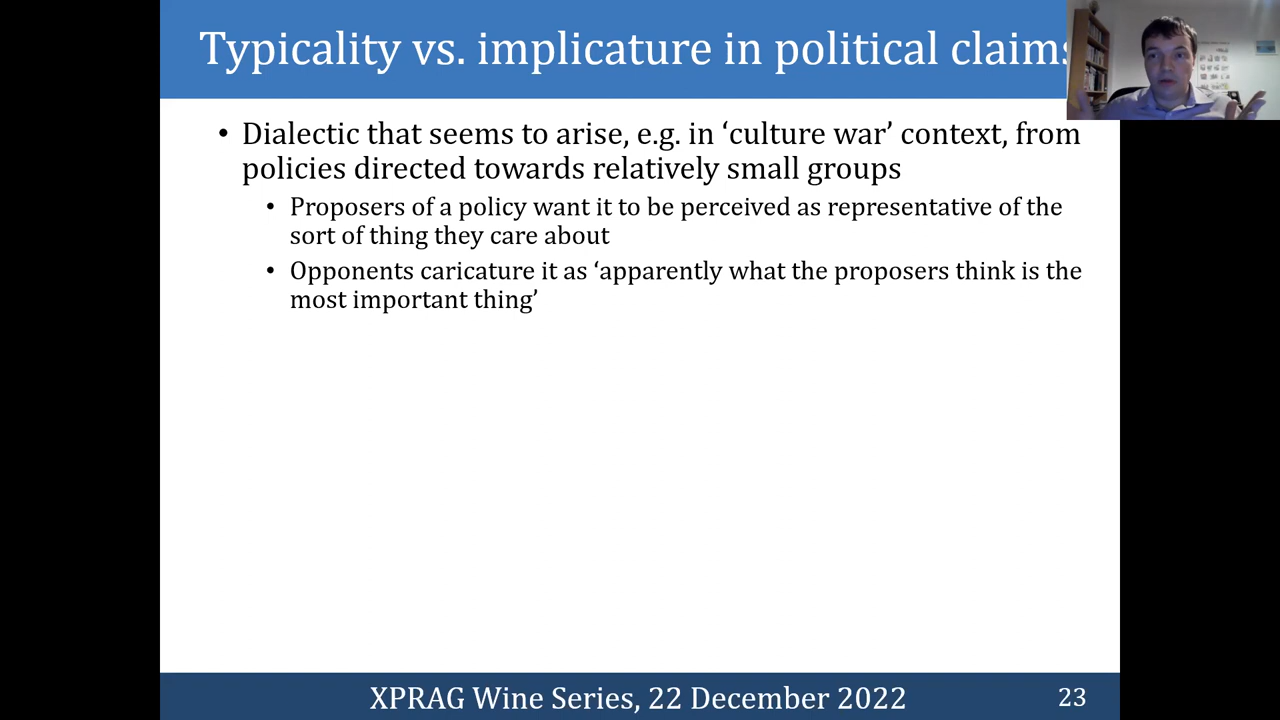 Typicality vs. implicature in political claims
• Dialectic that seems to arise, e.g. in ‘culture war’ context, from
policies directed towards relatively small groups
• Proposers of a policy want it to be perceived as representative of the
sort of thing they care about
• Opponents caricature it as ‘apparently what the proposers think is the
most important thing’
XPRAG Wine Series, 22 December 2022
23